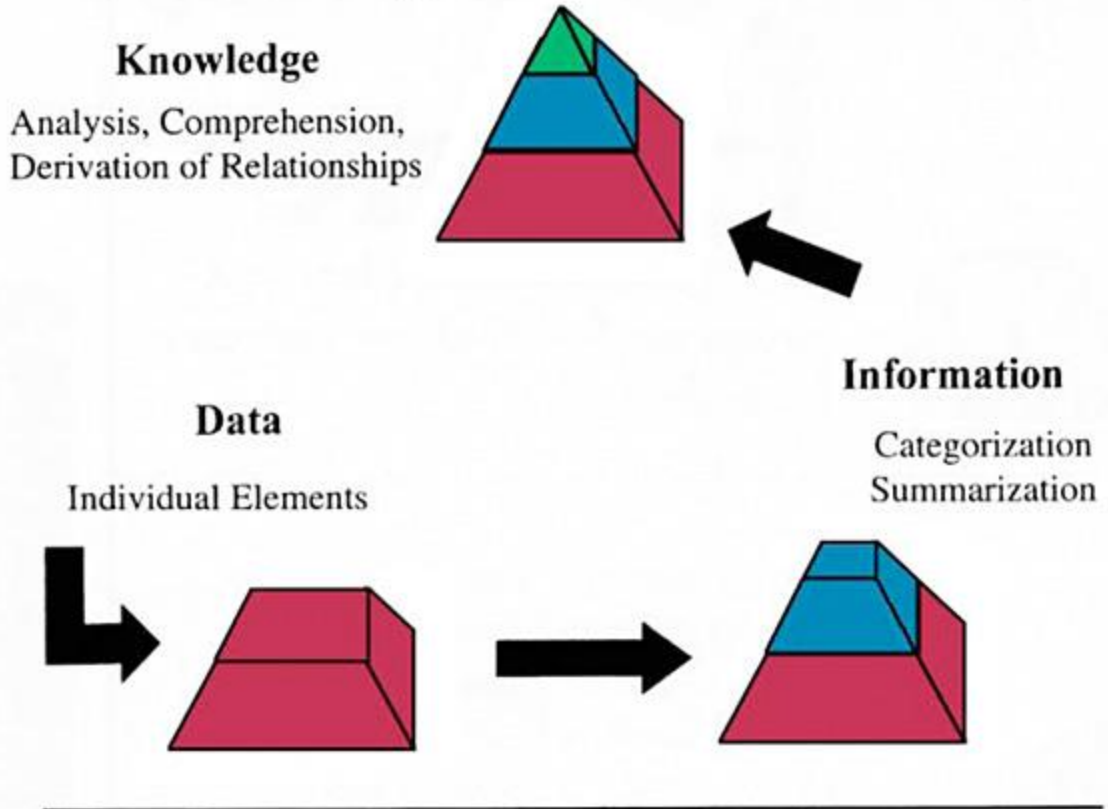 Knowledge
Analysis, Comprehension,
Derivation of Relationships
Information
Categorization
Summarization
Data
Individual Elements